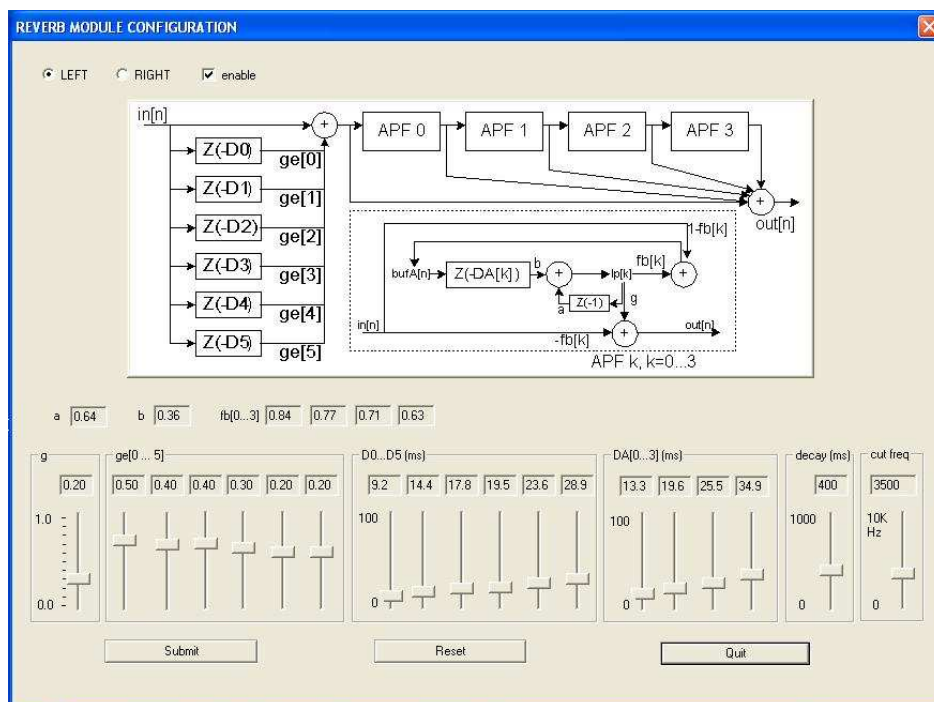 REVERB MODULE CONFIGURATION
LEFT RIGHT enable
in[n]
APF 0 APF 1 APF 2 APF 3
+
Z(-D0) ge[0]
Z(-D1) ge[1]
Z(-D2) ge[2]
Z(-D3) ge[3]
Z(-D4) ge[4]
Z(-D5) ge[5]
+
out[n]
1-fb[k]
bufA[n] Z(-DA[k]) b + lp[k] fb[k] +
a Z(-1) g
in[n] -fb[k] + out[n]
APF k, k=0...3
a 0.64 b 0.36 fb[0...3] 0.84 0.77 0.71 0.63
g
0.20
1.0
0.0
ge[0 ... 5]
0.50 0.40 0.40 0.30 0.20 0.20
D0...D5 (ms)
9.2 14.4 17.8 19.5 23.6 28.9
100
0
DA[0...3] (ms)
13.3 19.6 25.5 34.9
100
0
decay (ms)
400
1000
0
cut freq
3500
10K
Hz
0
Submit Reset Quit